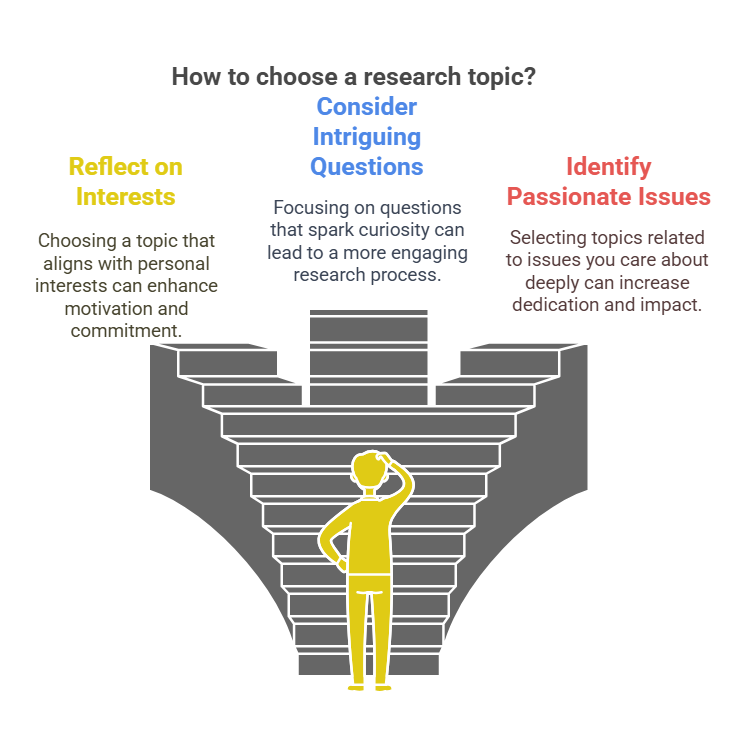 How to choose a research topic?
Consider
Intriguing
Questions
Focusing on questions
that spark curiosity can
lead to a more engaging
research process.
Reflect on
Interests
Choosing a topic that
aligns with personal
interests can enhance
motivation and
commitment.
Identify
Passionate Issues
Selecting topics related
to issues you care about
deeply can increase
dedication and impact.